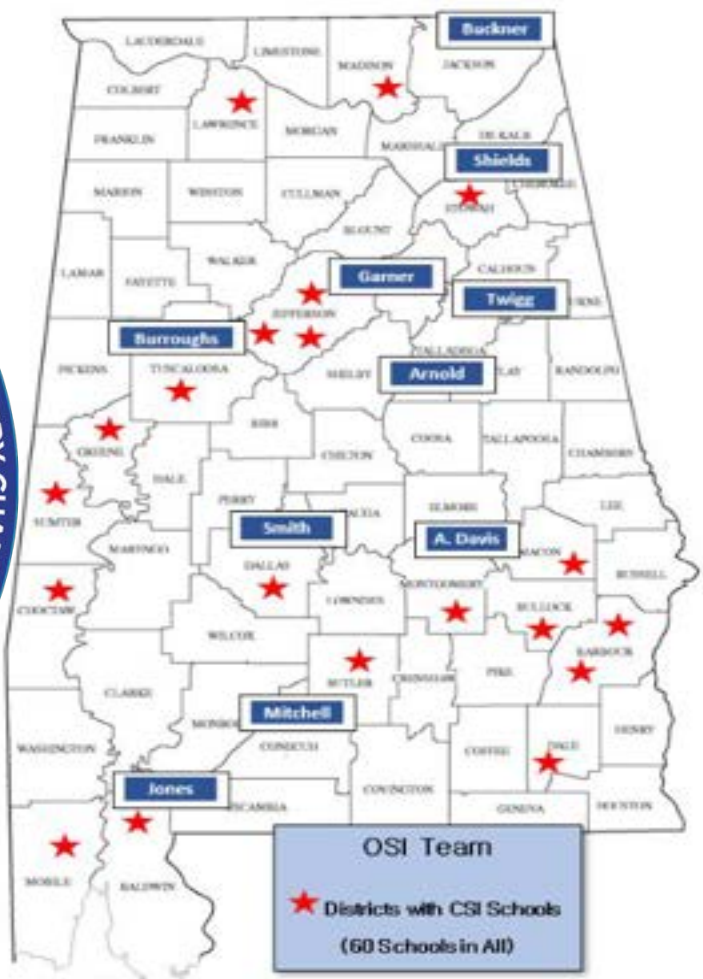 Buckner
LAUDERDALE
LIMESTONE
MADISON
JACKSON
COLBERT
LAWRENCE
FRANKLIN
MORGAN
MARSHALL
DE KALB
Shields
MARION
WINSTON
CULLMAN
ETOWAH
BLOUNT
WALKER
LAMAR
FAYETTE
Garner
CALHOUN
Twigg
JEFFERSON
Burroughs
TALLADEGA
PICKENS
TUSCALOOSA
SHELBY
Arnold
RANDOLPH
BIBB
COOSA
TALLAPOOSA
CHAMBERS
GREENE
HALE
CHILTON
PERRY
ELMORE
LEE
SUMTER
Smith
A. Davis
MACON
MARENGO
DALLAS
MONTGOMERY
RUSSELL
CHOCTAW
LOWNDES
BULLOCK
WILCOX
BARBOUR
BUTLER
CRENSHAW
PIKE
CLARKE
Mitchell
HENRY
WASHINGTON
CONECUH
COFFEE
DALE
Jones
COVINGTON
GENEVA
HOUSTON
MOBILE
BALDWIN
OSI Team
Districts with CSI Schools
(60 Schools in All)